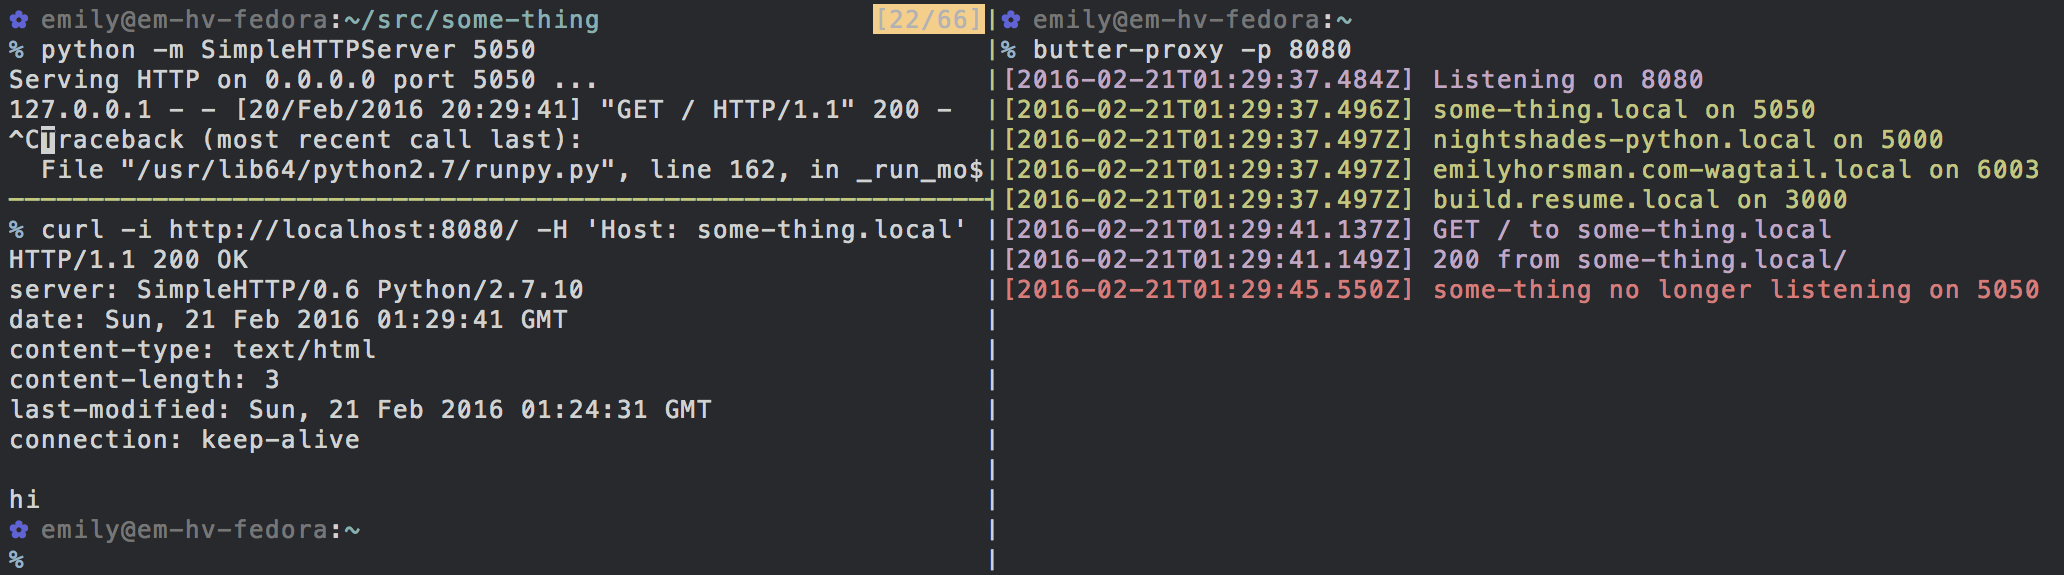 ✿ emily@em-hv-fedora:~/src/some-thing [22/66]
% python -m SimpleHTTPServer 5050
Serving HTTP on 0.0.0.0 port 5050 ...
127.0.0.1 - - [20/Feb/2016 20:29:41] "GET / HTTP/1.1" 200 -
^CTraceback (most recent call last):
  File "/usr/lib64/python2.7/runpy.py", line 162, in _run_mo$
% curl -i http://localhost:8080/ -H 'Host: some-thing.local'
HTTP/1.1 200 OK
server: SimpleHTTP/0.6 Python/2.7.10
date: Sun, 21 Feb 2016 01:29:41 GMT
content-type: text/html
content-length: 3
last-modified: Sun, 21 Feb 2016 01:24:31 GMT
connection: keep-alive

hi
✿ emily@em-hv-fedora:~
%
✿ emily@em-hv-fedora:~
% butter-proxy -p 8080
[2016-02-21T01:29:37.484Z] Listening on 8080
[2016-02-21T01:29:37.496Z] some-thing.local on 5050
[2016-02-21T01:29:37.497Z] nightshades-python.local on 5000
[2016-02-21T01:29:37.497Z] emilyhorsman.com-wagtail.local on 6003
[2016-02-21T01:29:37.497Z] build.resume.local on 3000
[2016-02-21T01:29:41.137Z] GET / to some-thing.local
[2016-02-21T01:29:41.149Z] 200 from some-thing.local/
[2016-02-21T01:29:45.550Z] some-thing no longer listening on 5050